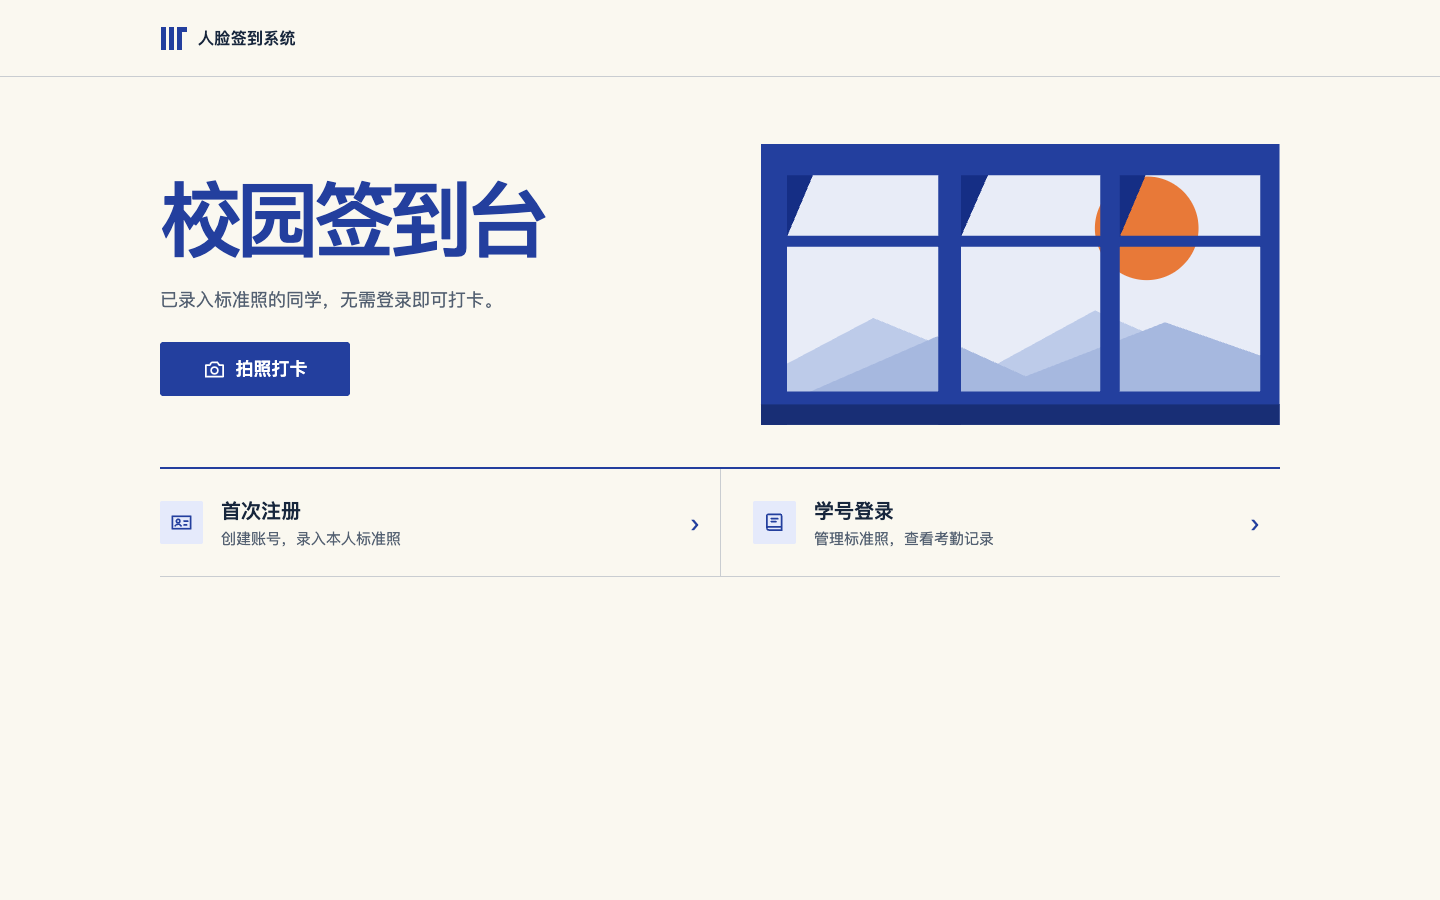 人脸签到系统
校园签到台
已录入标准照的同学，无需登录即可打卡。
拍照打卡
首次注册
创建账号，录入本人标准照
学号登录
管理标准照，查看考勤记录